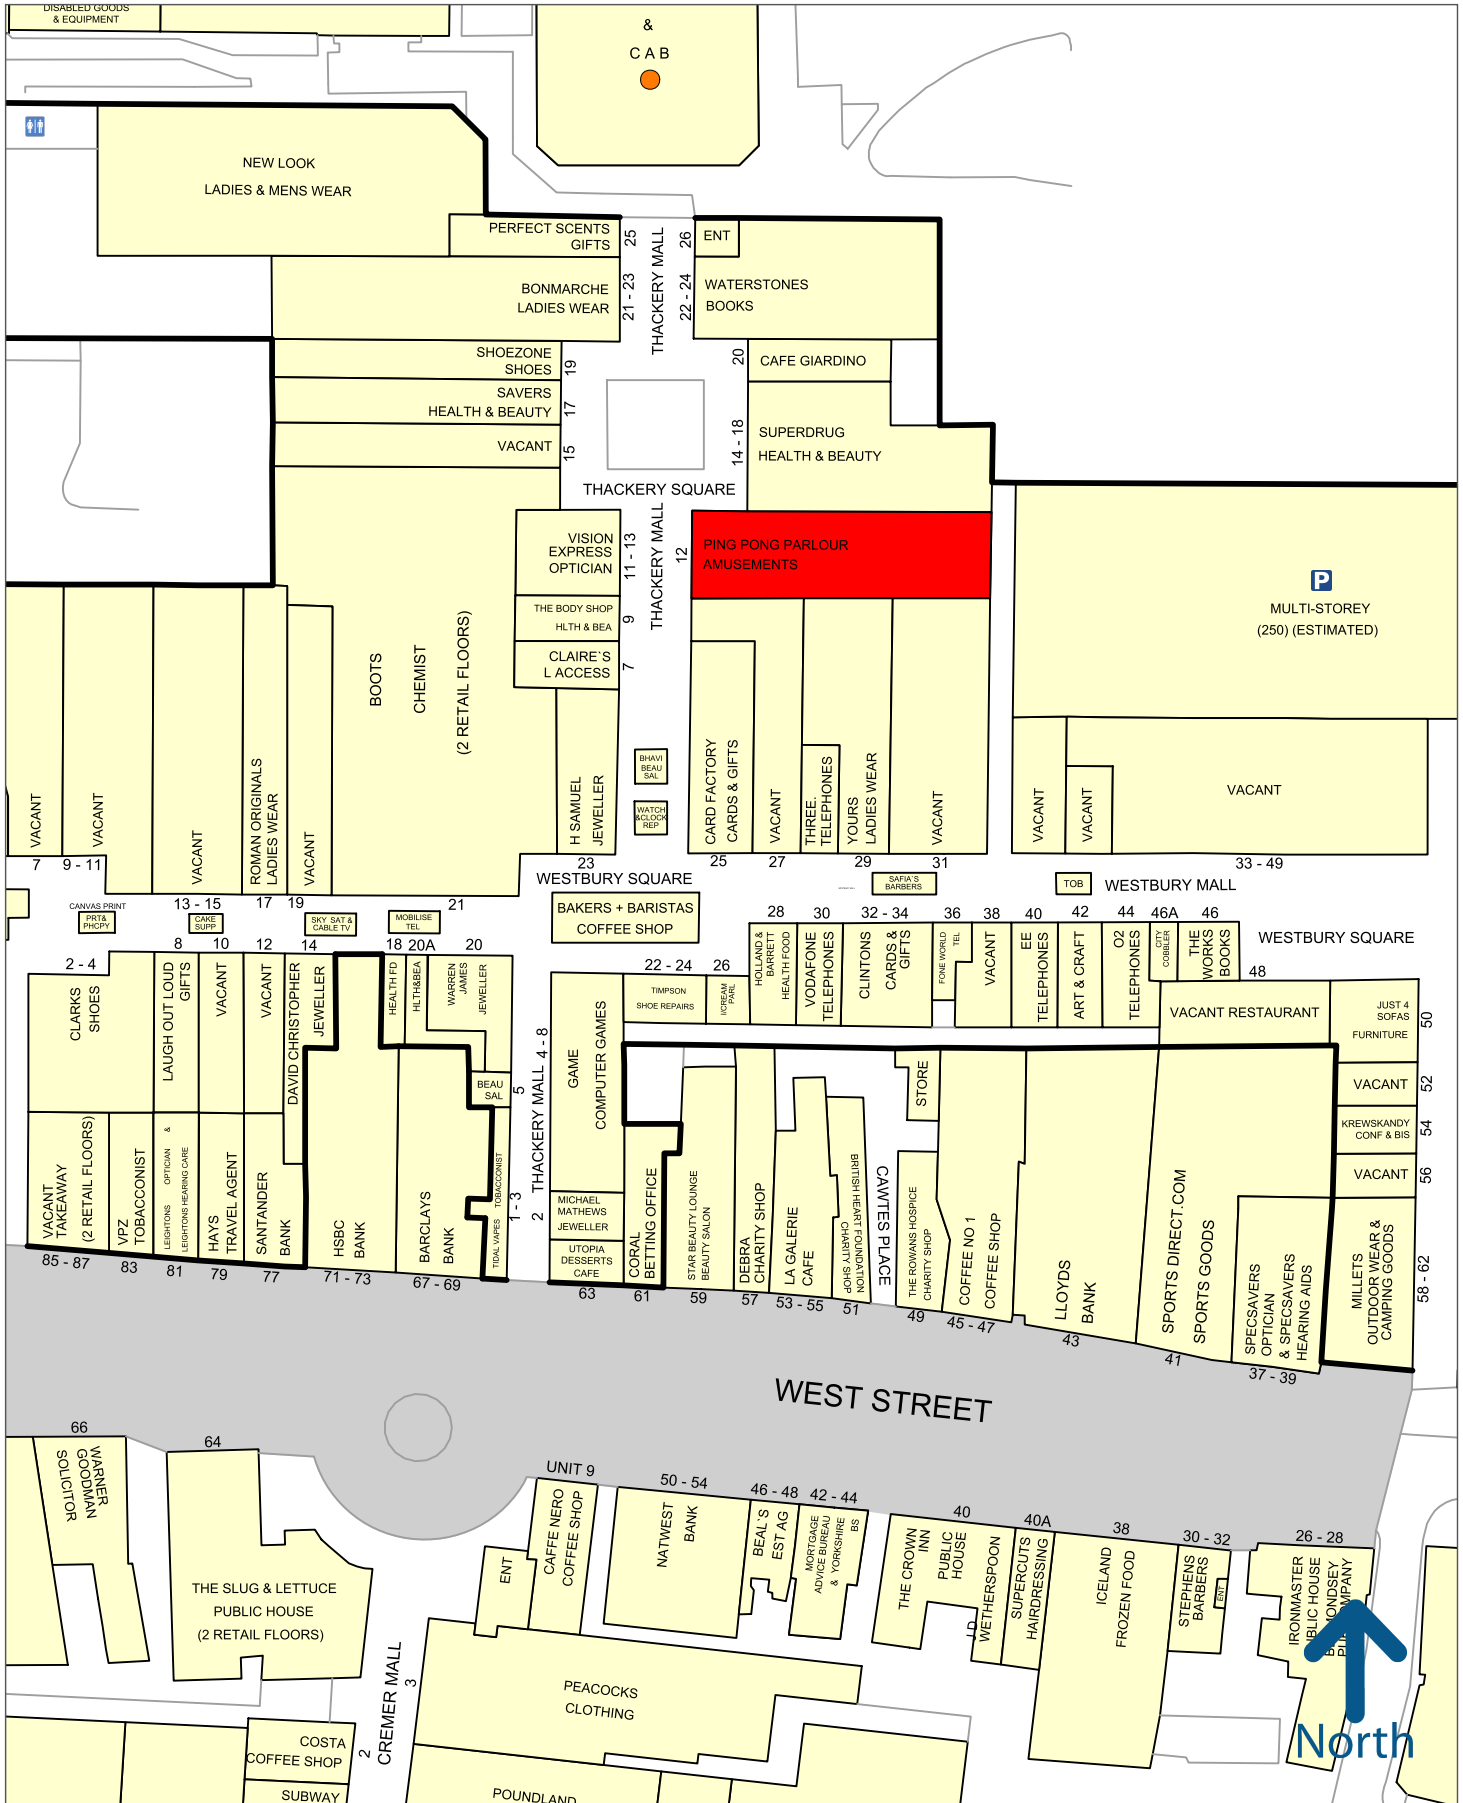 DISABLED GOODS
& EQUIPMENT
&
C A B
NEW LOOK
LADIES & MENS WEAR
PERFECT SCENTS
GIFTS
25
THACKERY MALL
26
ENT
BONMARCHE
LADIES WEAR
21 - 23
22 - 24
WATERSTONES
BOOKS
SHOEZONE
SHOES
19
20
CAFE GIARDINO
SAVERS
HEALTH & BEAUTY
17
VACANT
15
14 - 18
SUPERDRUG
HEALTH & BEAUTY
THACKERY SQUARE
VISION
EXPRESS
OPTICIAN
11 - 13
THACKERY MALL
12
PING PONG PARLOUR
AMUSEMENTS
P
MULTI-STOREY
(250) (ESTIMATED)
THE BODY SHOP
HLTH & BEA
9
CLAIRE`S
L ACCESS
7
BOOTS
CHEMIST
(2 RETAIL FLOORS)
VACANT
7
VACANT
9 - 11
VACANT
13 - 15
ROMAN ORIGINALS
LADIES WEAR
17
VACANT
19
21
H SAMUEL
JEWELLER
23
BHAVI
BEAU
SAL
WATCH
&CLOCK
REP
CARD FACTORY
CARDS & GIFTS
25
VACANT
27
THREE.
TELEPHONES
YOURS
LADIES WEAR
29
VACANT
31
VACANT
VACANT
VACANT
33 - 49
WESTBURY SQUARE
SAFIA`S
BARBERS
TOB
WESTBURY MALL
CANVAS PRINT
PRT&
PHCPY
CAKE
SUPP
SKY SAT &
CABLE TV
MOBILISE
TEL
BAKERS + BARISTAS
COFFEE SHOP
WESTBURY SQUARE
2 - 4
CLARKS
SHOES
8
LAUGH OUT LOUD
GIFTS
10
VACANT
12
VACANT
14
DAVID CHRISTOPHER
JEWELLER
18
HEALTH FD
20A
HLTH&BEA
20
WARREN
JAMES
JEWELLER
BEAU
SAL
5
THACKERY MALL
4 - 8
GAME
COMPUTER GAMES
22 - 24
TIMPSON
SHOE REPAIRS
26
I/CREAM
PARL
28
HOLLAND &
BARRETT
HEALTH FOOD
30
VODAFONE
TELEPHONES
32 - 34
CLINTONS
CARDS &
GIFTS
36
FONE WORLD
TEL
38
VACANT
40
EE
TELEPHONES
42
ART & CRAFT
44
O2
TELEPHONES
46A
CITY
COBBLER
46
THE
WORKS
BOOKS
48
VACANT RESTAURANT
JUST 4
SOFAS
FURNITURE
50
VACANT
52
KREWSKANDY
CONF & BIS
54
VACANT
56
MILLETS
OUTDOOR WEAR &
CAMPING GOODS
58 - 62
VACANT
TAKEAWAY
(2 RETAIL FLOORS)
85 - 87
VPZ
TOBACCONIST
83
LEIGHTONS OPTICIAN &
LEIGHTONS HEARING CARE
81
HAYS
TRAVEL AGENT
79
SANTANDER
BANK
77
HSBC
BANK
71 - 73
BARCLAYS
BANK
67 - 69
TIDAL VAPES TOBACCONIST
1 - 3
2
MICHAEL
MATHEWS
JEWELLER
UTOPIA
DESSERTS
CAFE
63
CORAL
BETTING OFFICE
61
STAR BEAUTY LOUNGE
BEAUTY SALON
59
DEBRA
CHARITY SHOP
57
LA GALERIE
CAFE
53 - 55
BRITISH HEART FOUNDATION
CHARITY SHOP
51
CAWTES PLACE
STORE
THE ROWANS HOSPICE
CHARITY SHOP
49
COFFEE NO 1
COFFEE SHOP
45 - 47
LLOYDS
BANK
43
SPORTS DIRECT.COM
SPORTS GOODS
41
SPECSAVERS
OPTICIAN
& SPECSAVERS
HEARING AIDS
37 - 39
WEST STREET
66
WARNER
GOODMAN
SOLICITOR
64
THE SLUG & LETTUCE
PUBLIC HOUSE
(2 RETAIL FLOORS)
UNIT 9
ENT
CAFFE NERO
COFFEE SHOP
50 - 54
NATWEST
BANK
46 - 48
BEAL`S
EST AG
42 - 44
MORTGAGE
ADVICE BUREAU
& YORKSHIRE
BS
40
THE CROWN
INN
PUBLIC
HOUSE
J D
WETHERSPOON
40A
SUPERCUTS
HAIRDRESSING
38
ICELAND
FROZEN FOOD
30 - 32
STEPHENS
BARBERS
ENT
26 - 28
IRONMASTER
CREMER MALL
3
2
PEACOCKS
CLOTHING
COSTA
COFFEE SHOP
SUBWAY
POUNDLAND
North